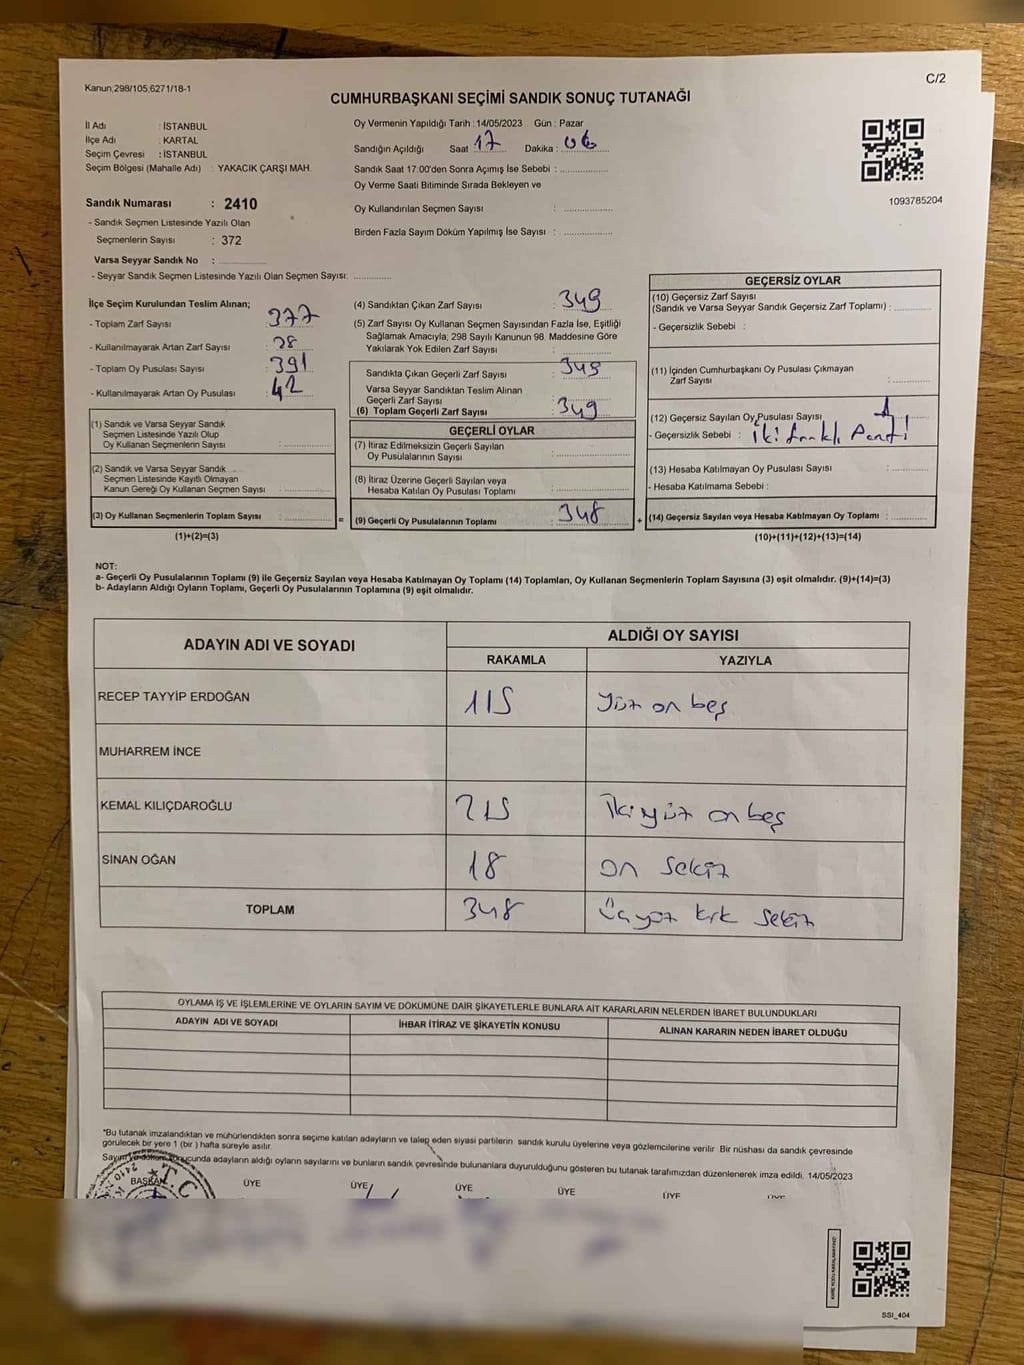 Kanun;298/105,6271/18-1
C/2
CUMHURBAŞKANI SEÇİMİ SANDIK SONUÇ TUTANAĞI
İl Adı : İSTANBUL
İlçe Adı : KARTAL
Seçim Çevresi : İSTANBUL
Seçim Bölgesi (Mahalle Adı) : YAKACIK ÇARŞI MAH.
Sandık Numarası : 2410
- Sandık Seçmen Listesinde Yazılı Olan
Seçmenlerin Sayısı : 372
Varsa Seyyar Sandık No :
- Seyyar Sandık Seçmen Listesinde Yazılı Olan Seçmen Sayısı:
Oy Vermenin Yapıldığı Tarih : 14/05/2023 Gün : Pazar
Sandığın Açıldığı Saat : 17 Dakika : 06
Sandık Saat 17:00'den Sonra Açımış İse Sebebi :
Oy Verme Saati Bitiminde Sırada Bekleyen ve
Oy Kullandırılan Seçmen Sayısı :
Birden Fazla Sayım Döküm Yapılmış İse Sayısı :
1093785204
İlçe Seçim Kurulundan Teslim Alınan;
- Toplam Zarf Sayısı : 377
- Kullanılmayarak Artan Zarf Sayısı : 28
- Toplam Oy Pusulası Sayısı : 391
- Kullanılmayarak Artan Oy Pusulası : 42
(1) Sandık ve Varsa Seyyar Sandık
Seçmen Listesinde Yazılı Olup
Oy Kullanan Seçmenlerin Sayısı :
(2) Sandık ve Varsa Seyyar Sandık
Seçmen Listesinde Kayıtlı Olmayan
Kanun Gereği Oy Kullanan Seçmen Sayısı :
(3) Oy Kullanan Seçmenlerin Toplam Sayısı :
(1)+(2)=(3)
(4) Sandıktan Çıkan Zarf Sayısı : 349
(5) Zarf Sayısı Oy Kullanan Seçmen Sayısından Fazla İse, Eşitliği
Sağlamak Amacıyla, 298 Sayılı Kanunun 98. Maddesine Göre
Yakılarak Yok Edilen Zarf Sayısı :
Sandıkta Çıkan Geçerli Zarf Sayısı : 349
Varsa Seyyar Sandıktan Teslim Alınan
Geçerli Zarf Sayısı :
(6) Toplam Geçerli Zarf Sayısı : 349
GEÇERLİ OYLAR
(7) İtiraz Edilmeksizin Geçerli Sayılan
Oy Pusulalarının Sayısı :
(8) İtiraz Üzerine Geçerli Sayılan veya
Hesaba Katılan Oy Pusulası Toplamı :
= (9) Geçerli Oy Pusulalarının Toplamı : 348
GEÇERSİZ OYLAR
(10) Geçersiz Zarf Sayısı
(Sandık ve Varsa Seyyar Sandık Geçersiz Zarf Toplamı) :
- Geçersizlik Sebebi :
(11) İçinden Cumhurbaşkanı Oy Pusulası Çıkmayan
Zarf Sayısı :
(12) Geçersiz Sayılan Oy Pusulası Sayısı : 1
- Geçersizlik Sebebi : İki farklı Parti
(13) Hesaba Katılmayan Oy Pusulası Sayısı :
- Hesaba Katılmama Sebebi :
+ (14) Geçersiz Sayılan veya Hesaba Katılmayan Oy Toplamı :
(10)+(11)+(12)+(13)=(14)
NOT:
a- Geçerli Oy Pusulalarının Toplamı (9) ile Geçersiz Sayılan veya Hesaba Katılmayan Oy Toplamı (14) Toplamları, Oy Kullanan Seçmenlerin Toplam Sayısına (3) eşit olmalıdır. (9)+(14)=(3)
b- Adayların Aldığı Oyların Toplamı, Geçerli Oy Pusulalarının Toplamına (9) eşit olmalıdır.
ADAYIN ADI VE SOYADI
ALDIĞI OY SAYISI
RAKAMLA YAZIYLA
RECEP TAYYİP ERDOĞAN 115 Yüz on beş
MUHARREM İNCE
KEMAL KILIÇDAROĞLU 215 İki yüz on beş
SİNAN OĞAN 18 on sekiz
TOPLAM 348 üç yüz kırk sekiz
OYLAMA İŞ VE İŞLEMLERİNE VE OYLARIN SAYIM VE DÖKÜMÜNE DAİR ŞİKAYETLERLE BUNLARA AİT KARARLARIN NELERDEN İBARET BULUNDUKLARI
ADAYIN ADI VE SOYADI İHBAR İTİRAZ VE ŞİKAYETİN KONUSU ALINAN KARARIN NEDEN İBARET OLDUĞU
*Bu tutanak imzalandıktan ve mühürlendikten sonra seçime katılan adayların ve talep eden siyasi partilerin sandık kurulu üyelerine veya gözlemcilerine verilir. Bir nüshası da sandık çevresinde
görülecek bir yere 1 (bir ) hafta süreyle asılır.
Sayım ve döküm sonucunda adayların aldığı oyların sayılarını ve bunların sandık çevresinde bulunanlara duyurulduğunu gösteren bu tutanak tarafımızdan düzenlenerek imza edildi. 14/05/2023
BAŞKAN ÜYE ÜYE ÜYE ÜYE ÜYE ÜYE
2410
T.C
SSI_404